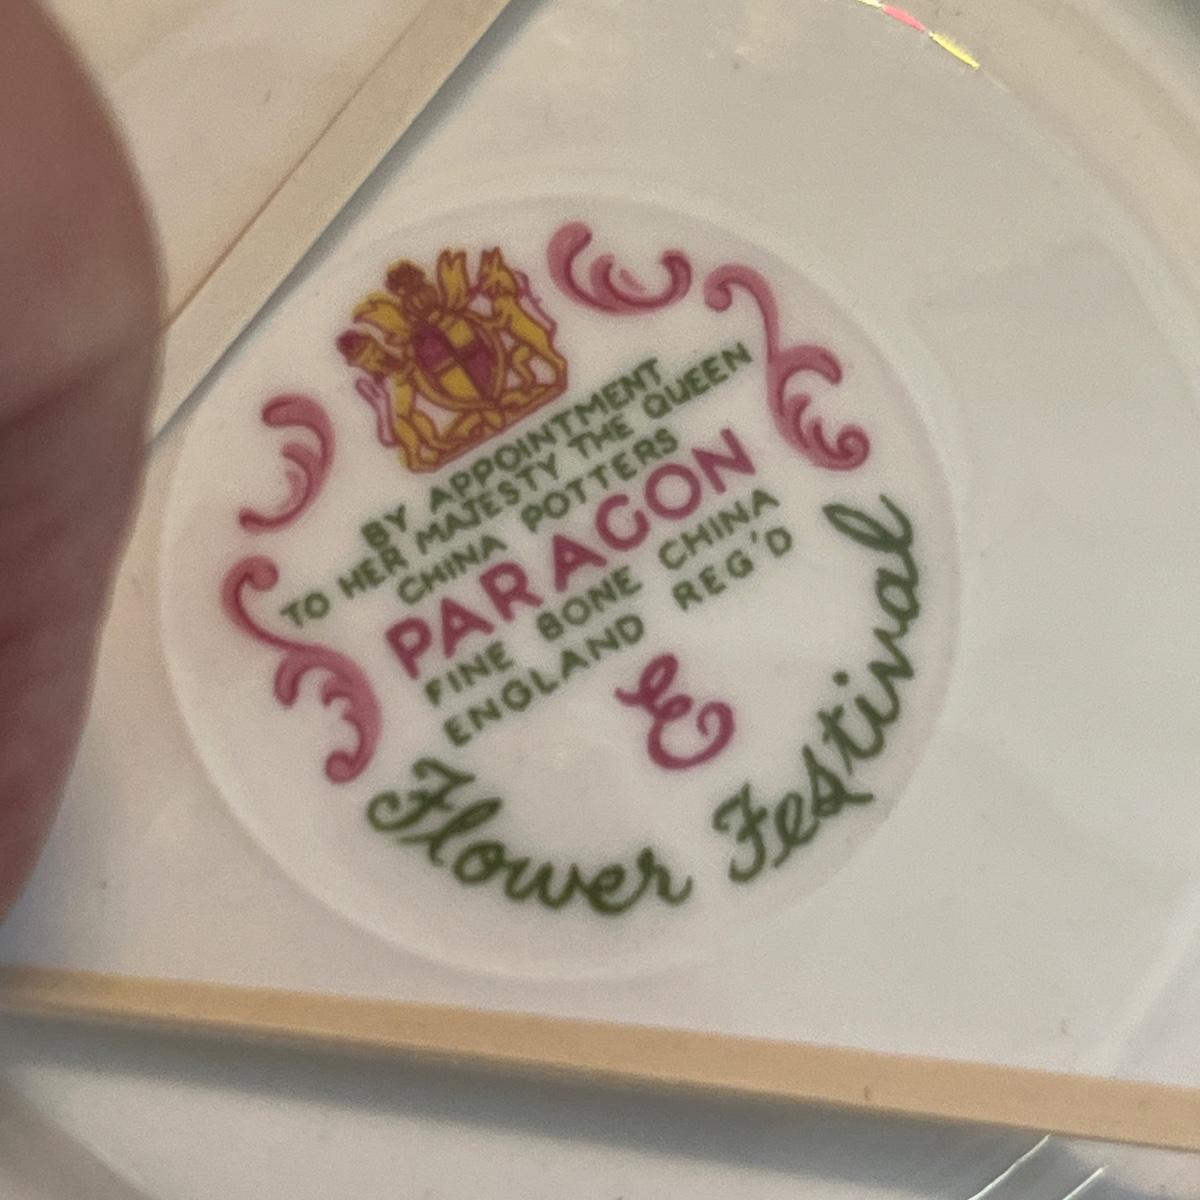 BY APPOINTMENT
TO HER MAJESTY THE QUEEN
CHINA POTTERS
PARAGON
FINE BONE CHINA
ENGLAND REG'D
E
Flower Festival